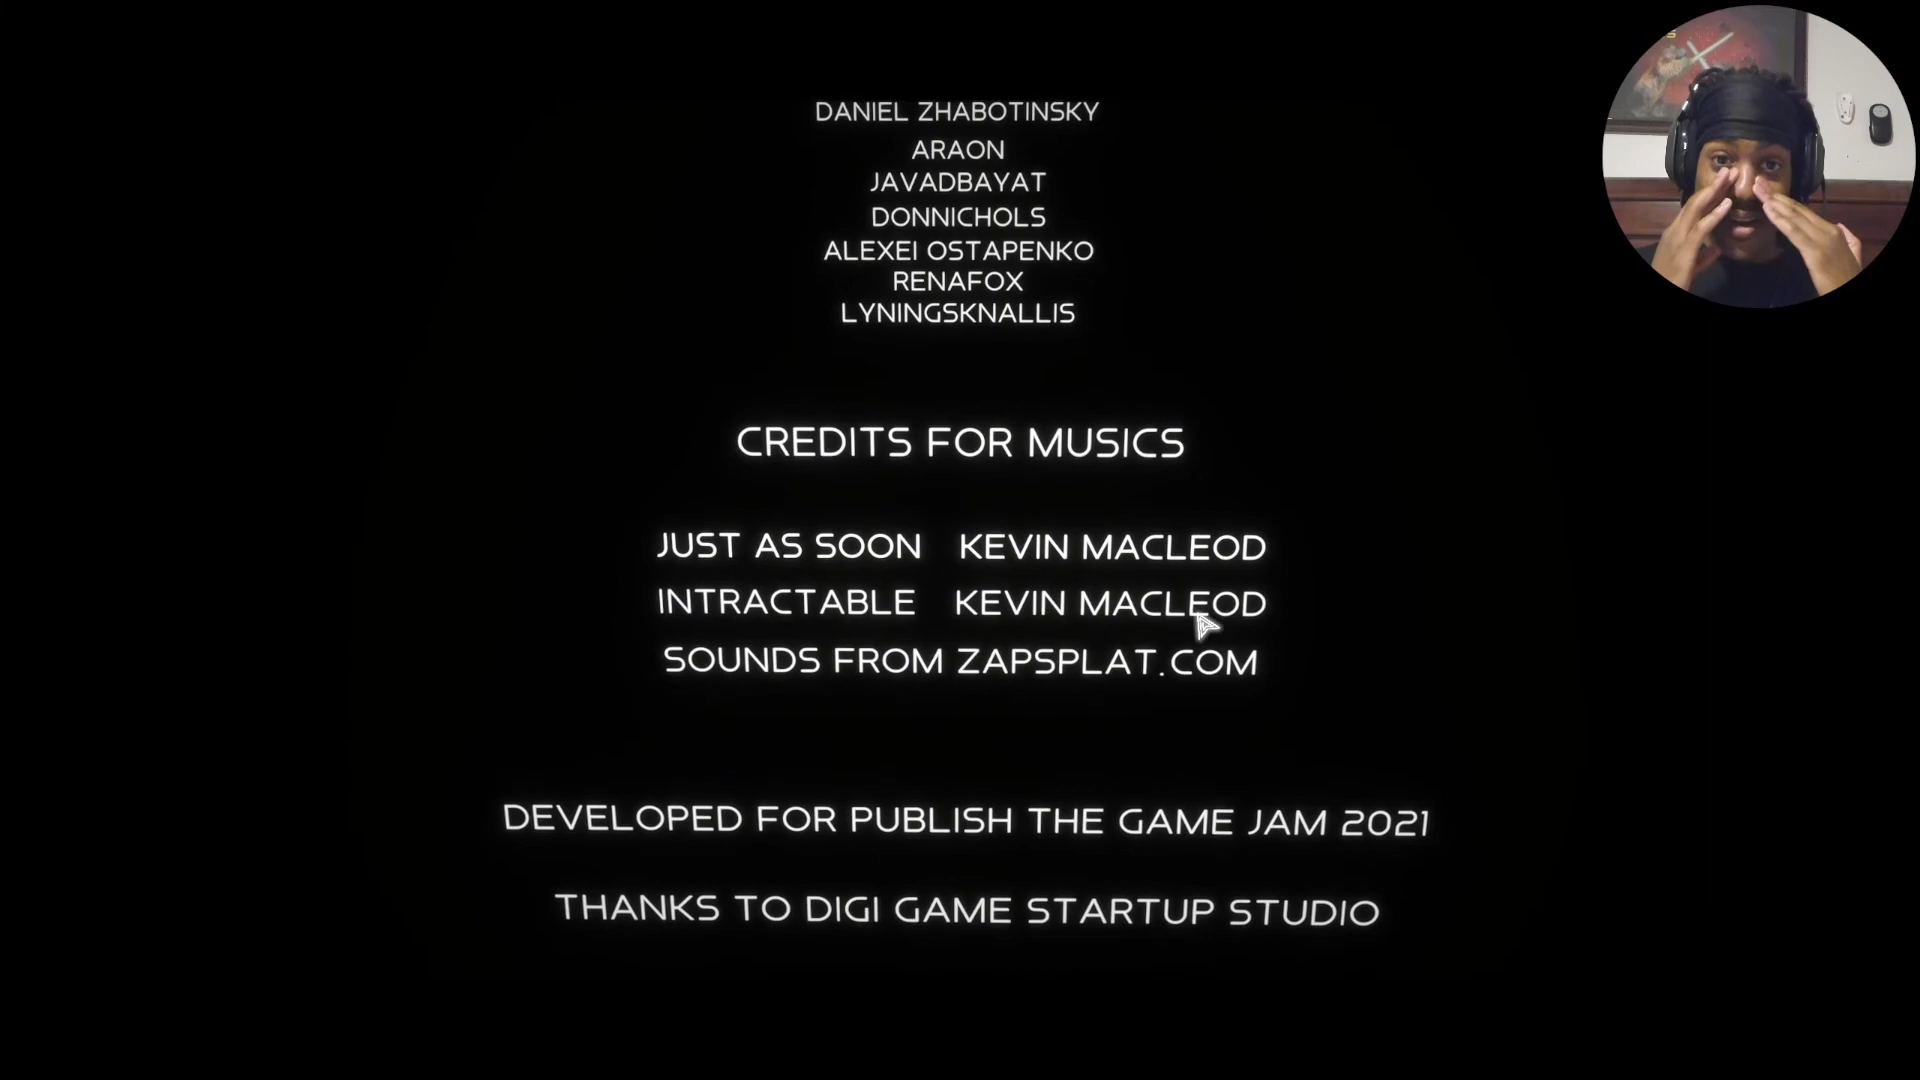 DANIEL ZHABOTINSKY
ARAON
JAVADBAYAT
DONNICHOLS
ALEXEI OSTAPENKO
RENAFOX
LYNINGSKNALLIS
CREDITS FOR MUSICS
JUST AS SOON KEVIN MACLEOD
INTRACTABLE KEVIN MACLEOD
SOUNDS FROM ZAPSPLAT.COM
DEVELOPED FOR PUBLISH THE GAME JAM 2021
THANKS TO DIGI GAME STARTUP STUDIO